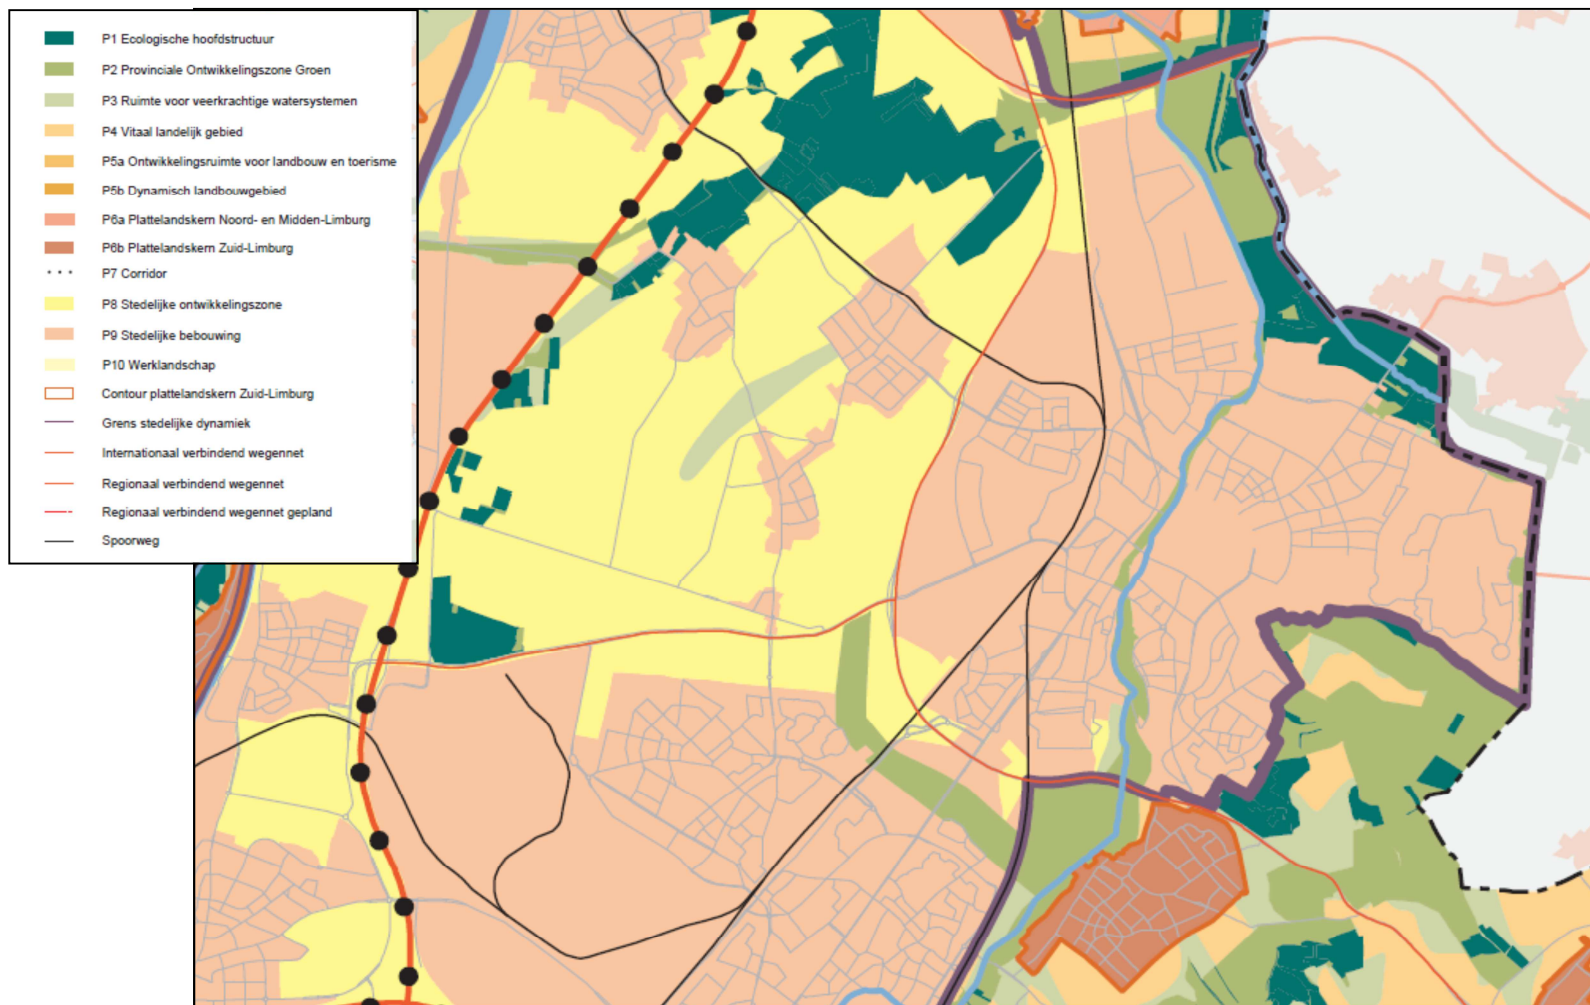 P1 Ecologische hoofdstructuur
P2 Provinciale Ontwikkelingszone Groen
P3 Ruimte voor veerkrachtige watersystemen
P4 Vitaal landelijk gebied
P5a Ontwikkelingsruimte voor landbouw en toerisme
P5b Dynamisch landbouwgebied
P6a Plattelandskern Noord- en Midden-Limburg
P6b Plattelandskern Zuid-Limburg
P7 Corridor
P8 Stedelijke ontwikkelingszone
P9 Stedelijke bebouwing
P10 Werklandschap
Contour plattelandskern Zuid-Limburg
Grens stedelijke dynamiek
Internationaal verbindend wegennet
Regionaal verbindend wegennet
Regionaal verbindend wegennet gepland
Spoorweg